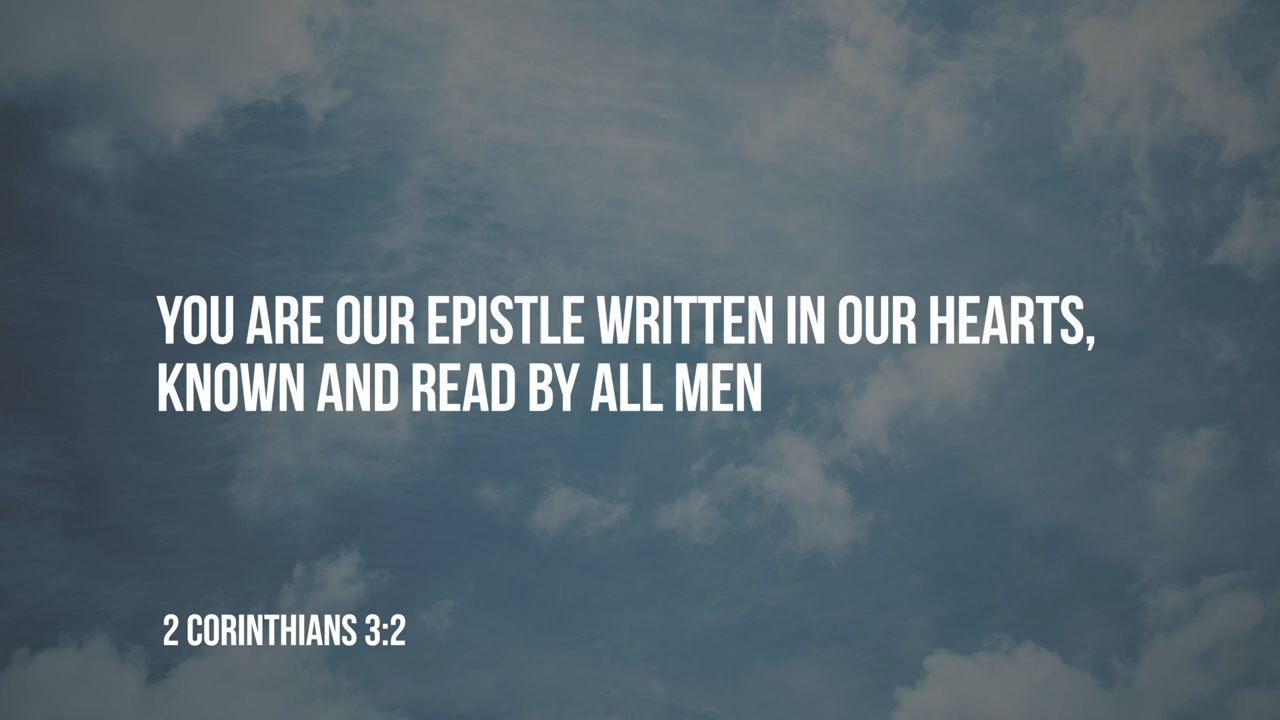 YOU ARE OUR EPISTLE WRITTEN IN OUR HEARTS,
KNOWN AND READ BY ALL MEN
2 CORINTHIANS 3:2